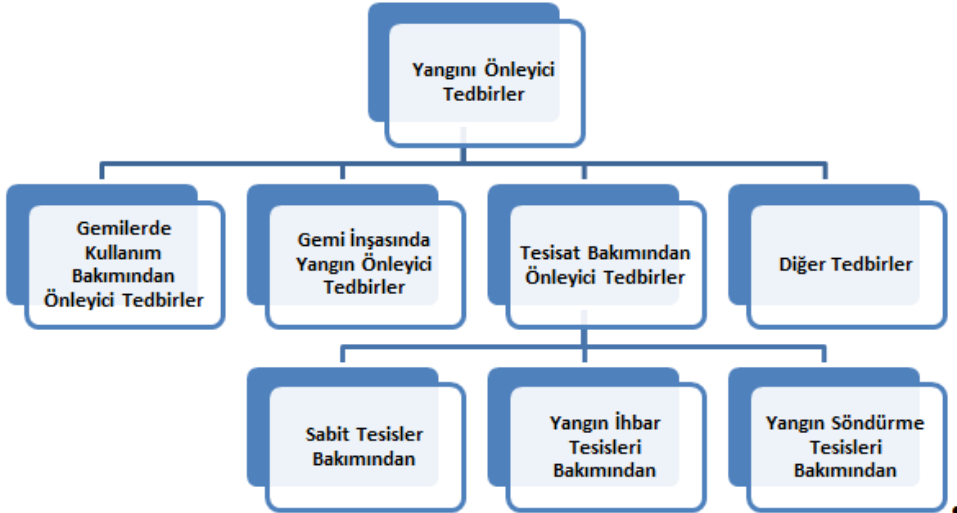 Yangını Önleyici
Tedbirler
Gemilerde
Kullanım
Bakımından
Önleyici Tedbirler
Gemi İnşasında
Yangın Önleyici
Tedbirler
Tesisat Bakımından
Önleyici Tedbirler
Diğer Tedbirler
Sabit Tesisler
Bakımından
Yangın İhbar
Tesisleri
Bakımından
Yangın Söndürme
Tesisleri
Bakımından